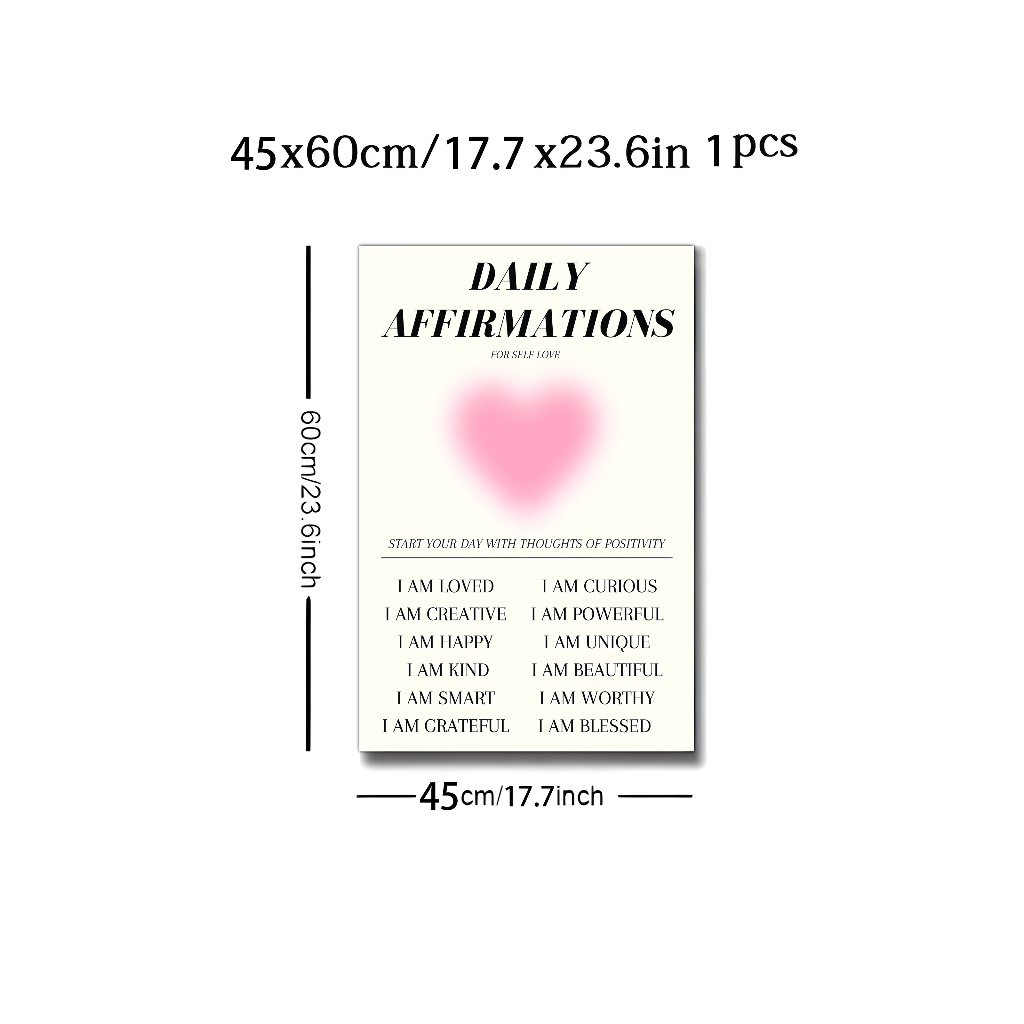 45x60cm/17.7 x23.6in 1pcs
DAILY
AFFIRMATIONS
FOR SELF LOVE
60cm/23.6inch
START YOUR DAY WITH THOUGHTS OF POSITIVITY
I AM LOVED I AM CURIOUS
I AM CREATIVE I AM POWERFUL
I AM HAPPY I AM UNIQUE
I AM KIND I AM BEAUTIFUL
I AM SMART I AM WORTHY
I AM GRATEFUL I AM BLESSED
45cm/17.7inch